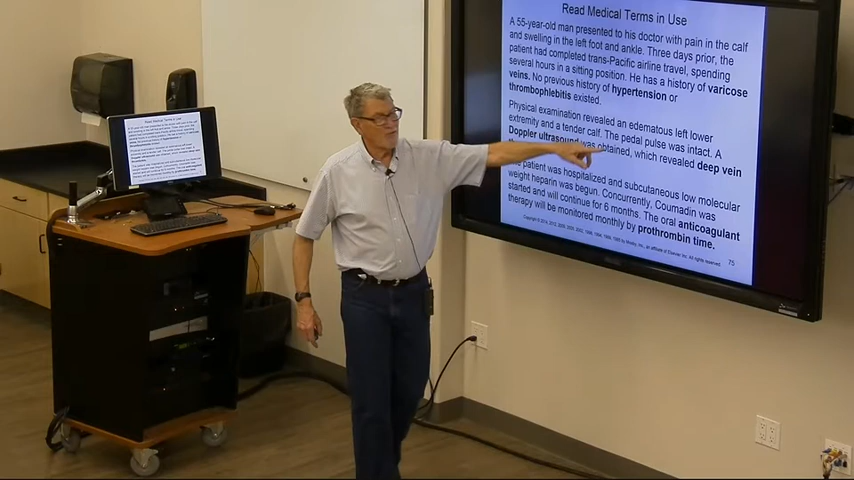 Read Medical Terms in Use
A 55-year-old man presented to his doctor with pain in the calf
and swelling in the left foot and ankle. Three days prior, the
patient had completed trans-Pacific airline travel, spending
several hours in a sitting position. He has a history of varicose
veins. No previous history of hypertension or
thrombophlebitis existed.
Physical examination revealed an edematous left lower
extremity and a tender calf. The pedal pulse was intact. A
Doppler ultrasound was obtained, which revealed deep vein
patient was hospitalized, and subcutaneous low molecular
weight heparin was begun. Concurrently, Coumadin was
started and will be continued for 6 months. The oral anticoagulant
therapy will be monitored monthly by prothrombin time.
75